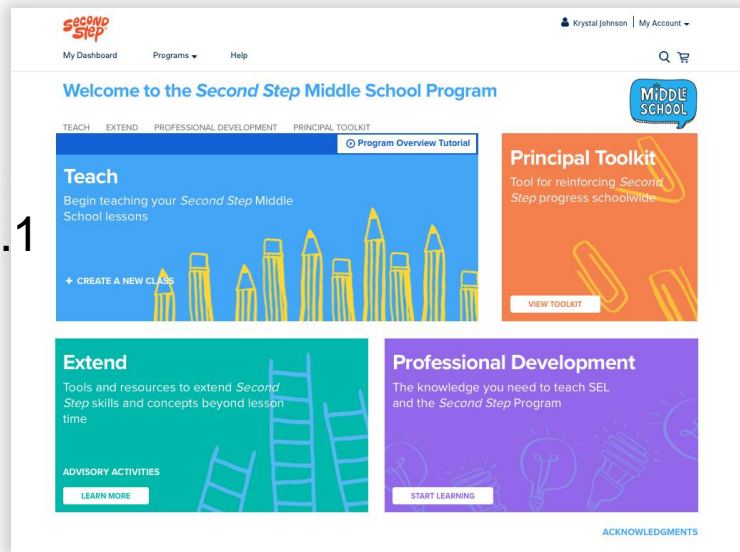 Second
Step
Krystal Johnson | My Account
My Dashboard Programs Help
Welcome to the Second Step Middle School Program
MiDDLE
SCHOOL
TEACH EXTEND PROFESSIONAL DEVELOPMENT PRINCIPAL TOOLKIT
Program Overview Tutorial
Teach
Begin teaching your Second Step Middle
School lessons
+ CREATE A NEW CLASS
.1
Principal Toolkit
Tool for reinforcing Second
Step progress schoolwide
VIEW TOOLKIT
Extend
Tools and resources to extend Second
Step skills and concepts beyond lesson
time
ADVISORY ACTIVITIES
LEARN MORE
Professional Development
The knowledge you need to teach SEL
and the Second Step Program
START LEARNING
ACKNOWLEDGMENTS